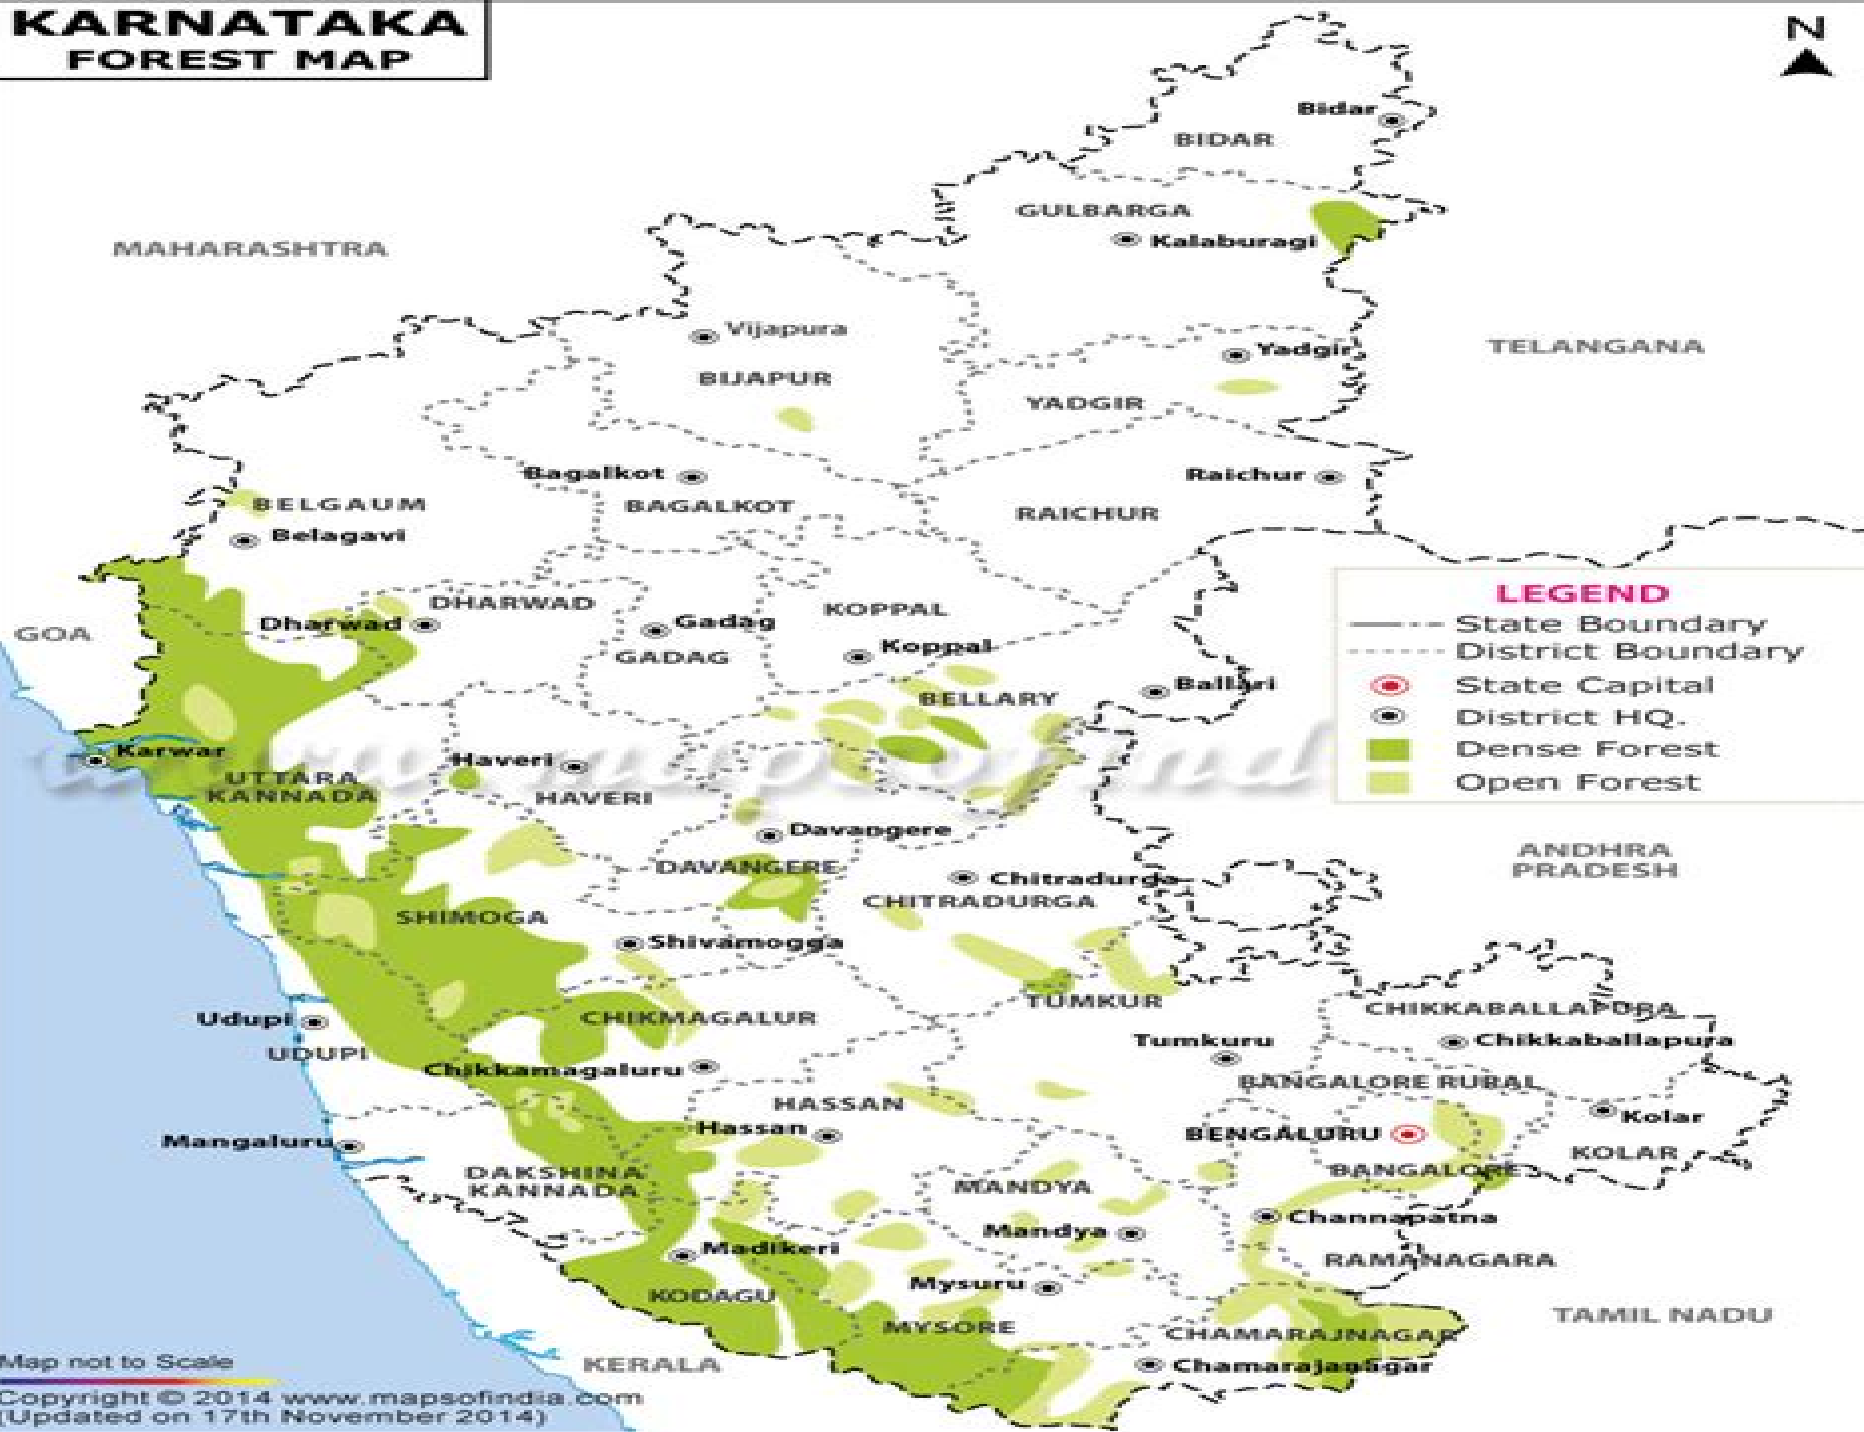 KARNATAKA
FOREST MAP
N
Bidar
BIDAR
GULBARGA
Kalaburagi
MAHARASHTRA
Vijapura
Yadgir
TELANGANA
BIJAPUR
YADGIR
Bagalkot
Raichur
BELGAUM
BAGALKOT
RAICHUR
Belagavi
DHARWAD
KOPPAL
GOA
Dharwad
Gadag
GADAG
Koppal
BELLARY
Ballari
LEGEND
State Boundary
District Boundary
State Capital
District HQ.
Dense Forest
Open Forest
Karwar
UTTARA
KANNADA
Haveri
HAVERI
Davangere
DAVANGERE
Chitradurga
CHITRADURGA
ANDHRA
PRADESH
SHIMOGA
Shivamogga
TUMKUR
CHIKKABALLAPURA
Udupi
CHIKMAGALUR
UDUPI
Tumkuru
Chikkaballapura
Chikkamagaluru
BANGALORE RURAL
HASSAN
Hassan
Kolar
Mangaluru
BENGALURU
KOLAR
BANGALORE
DAKSHINA
KANNADA
MANDYA
Mandya
Channapatna
Madikeri
RAMANAGARA
Mysuru
KODAGU
MYSORE
CHAMARAJNAGAR
TAMIL NADU
KERALA
Chamarajanagar
Map not to Scale
Copyright © 2014 www.mapsofindia.com
(Updated on 17th November 2014)